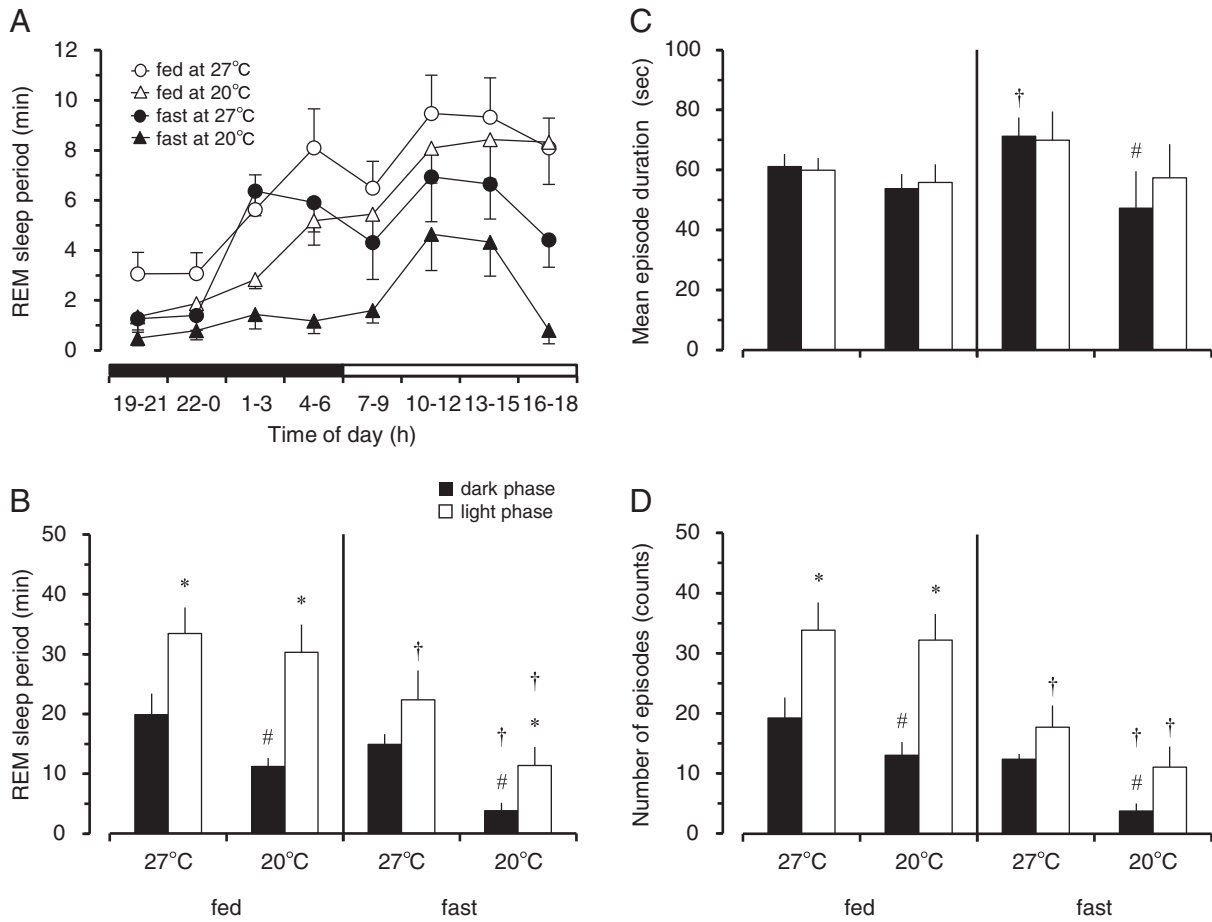 A
REM sleep period (min)
12
10
8
6
4
2
0
fed at 27°C
fed at 20°C
fast at 27°C
fast at 20°C
19-21 22-0 1-3 4-6 7-9 10-12 13-15 16-18
Time of day (h)
C
Mean episode duration (sec)
100
80
60
40
20
0
†
#
B
REM sleep period (min)
50
40
30
20
10
0
dark phase
light phase
*
#
*
†
†
#
†
*
27°C 20°C 27°C 20°C
fed fast
D
Number of episodes (counts)
50
40
30
20
10
0
*
#
*
†
†
#
†
27°C 20°C 27°C 20°C
fed fast